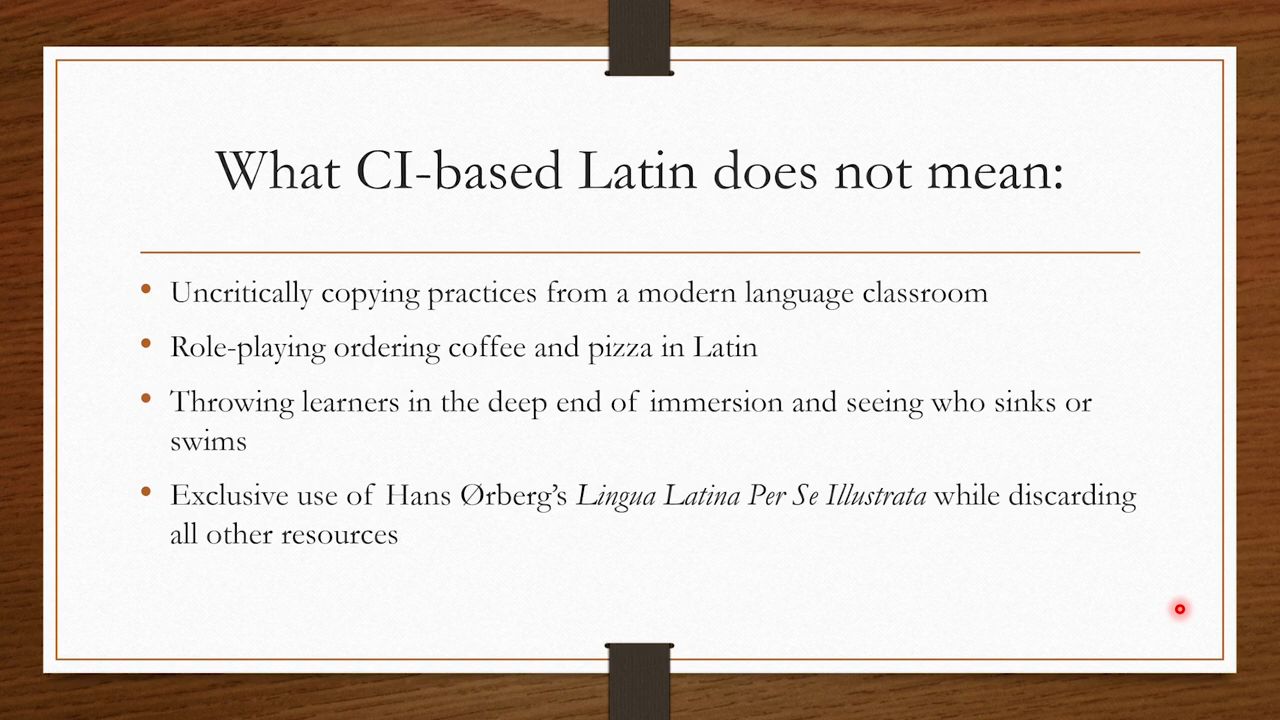 What CI-based Latin does not mean:
• Uncritically copying practices from a modern language classroom
• Role-playing ordering coffee and pizza in Latin
• Throwing learners in the deep end of immersion and seeing who sinks or
swims
• Exclusive use of Hans Ørberg’s Lingua Latina Per Se Illustrata while discarding
all other resources